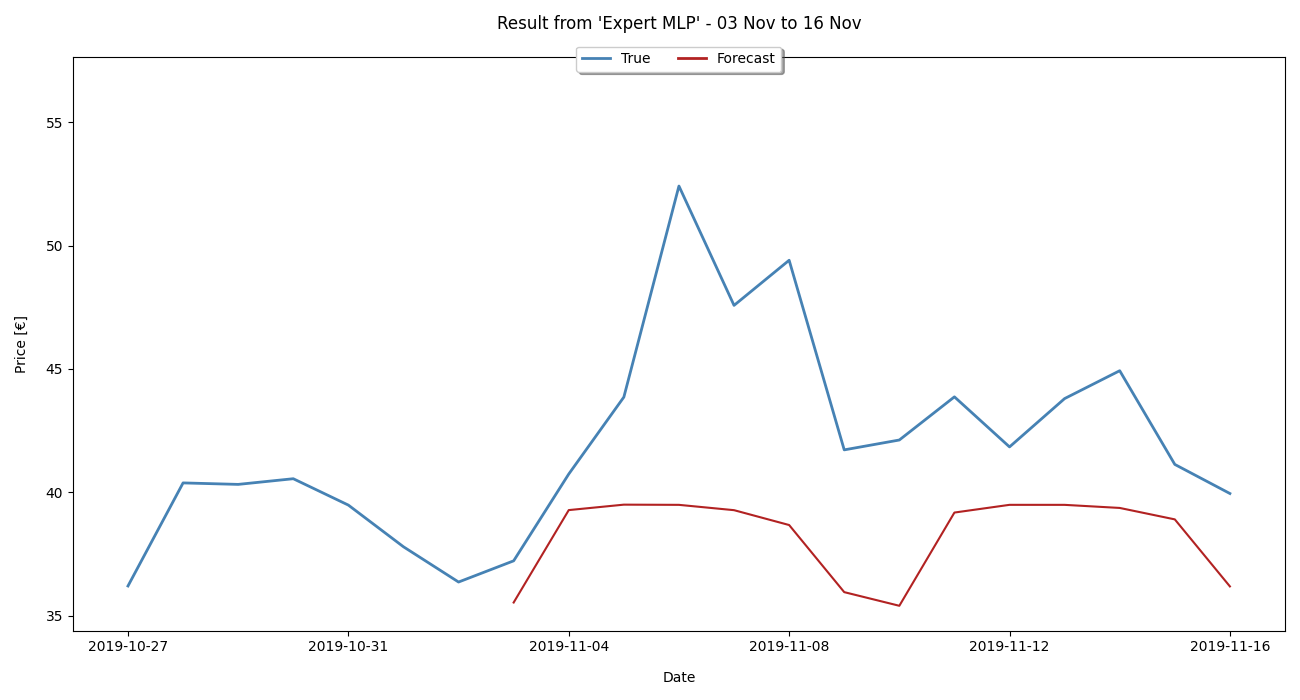 Result from 'Expert MLP' - 03 Nov to 16 Nov
True Forecast
55
50
45
40
35
Price [€]
2019-10-27 2019-10-31 2019-11-04 2019-11-08 2019-11-12 2019-11-16
Date